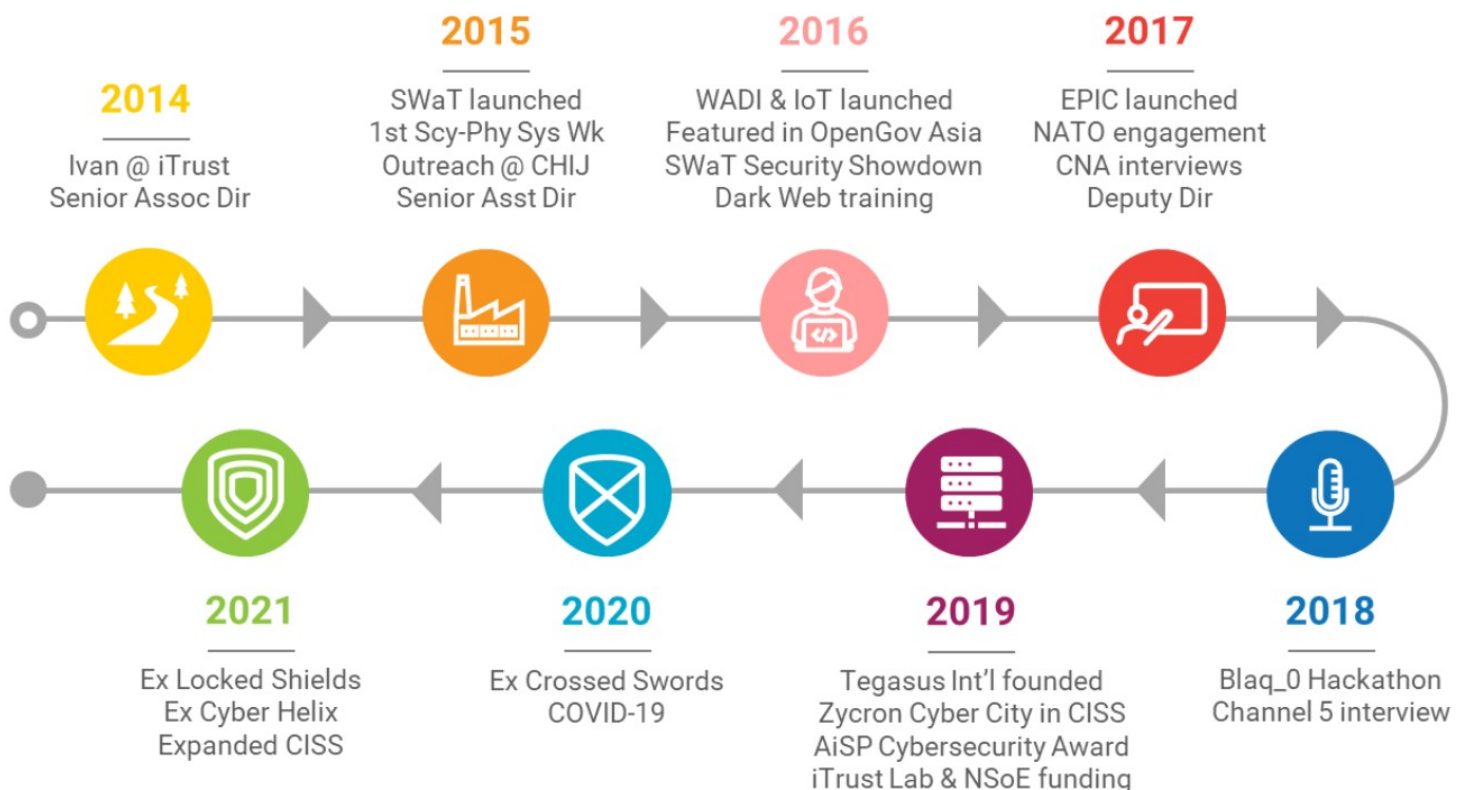 2014
Ivan @ iTrust
Senior Assoc Dir
2015
SWaT launched
1st Scy-Phy Sys Wk
Outreach @ CHIJ
Senior Asst Dir
2016
WADI & IoT launched
Featured in OpenGov Asia
SWaT Security Showdown
Dark Web training
2017
EPIC launched
NATO engagement
CNA interviews
Deputy Dir
2018
Blaq_0 Hackathon
Channel 5 interview
2019
Tegasus Int'l founded
Zycron Cyber City in CISS
AiSP Cybersecurity Award
iTrust Lab & NSoE funding
2020
Ex Crossed Swords
COVID-19
2021
Ex Locked Shields
Ex Cyber Helix
Expanded CISS